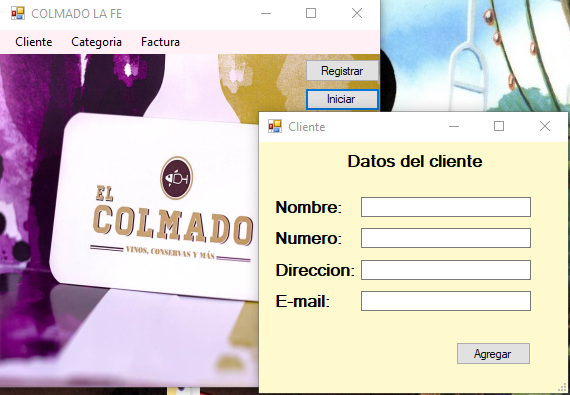 COLMADO LA FE
Cliente Categoria Factura
Registrar
Iniciar
EL
COLMADO
VINOS, CONSERVAS Y MÁS
Cliente
Datos del cliente
Nombre:
Numero:
Direccion:
E-mail:
Agregar